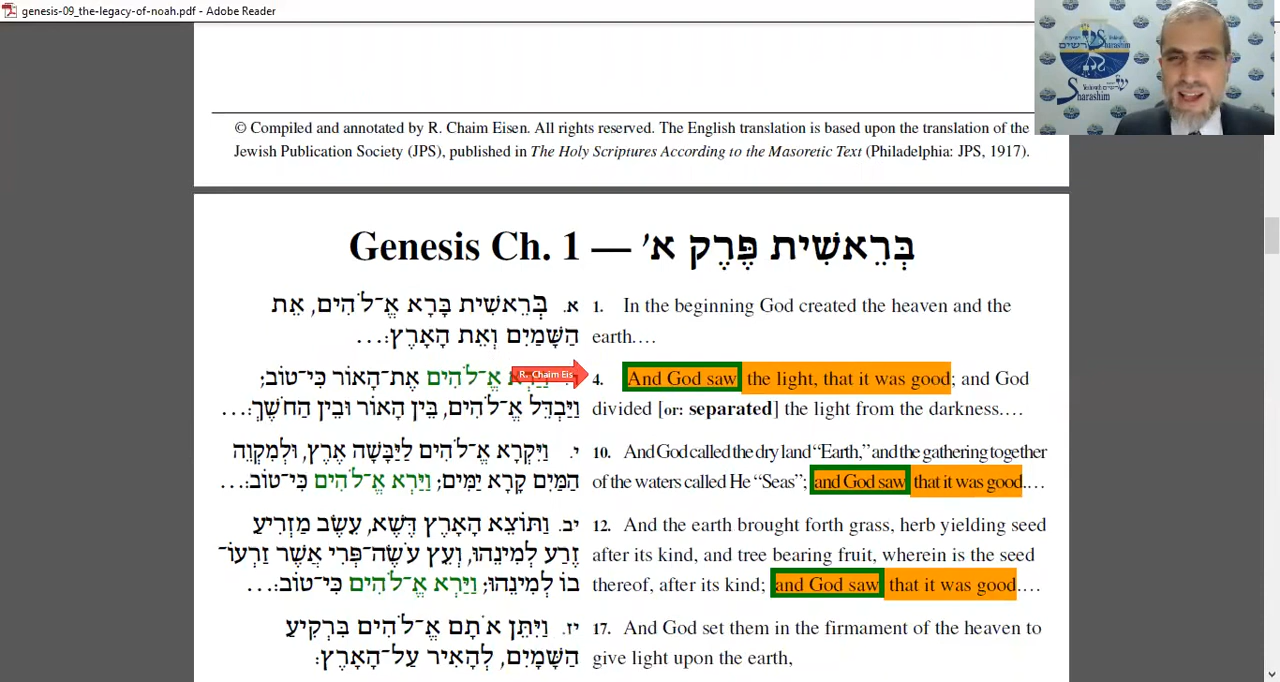 genesis-09_the-legacy-of-noah.pdf - Adobe Reader
Sharashim
Yeshivath שרשים
Sharashim
© Compiled and annotated by R. Chaim Eisen. All rights reserved. The English translation is based upon the translation of the
Jewish Publication Society (JPS), published in The Holy Scriptures According to the Masoretic Text (Philadelphia: JPS, 1917).
Genesis Ch. 1 — בְּרֵאשִׁית פֶּרֶק א׳
א. בְּרֵאשִׁית בָּרָא אֱ־לֹהִים, אֵת
הַשָּׁמַיִם וְאֵת הָאָרֶץ:...
1. In the beginning God created the heaven and the
earth....
אֱ־לֹהִים אֶת־הָאוֹר כִּי־טוֹב;
וַיַּבְדֵּל אֱ־לֹהִים, בֵּין הָאוֹר וּבֵין הַחֹשֶׁךְ:...
R. Chaim Eis
4. And God saw the light, that it was good; and God
divided [or: separated] the light from the darkness....
י. וַיִּקְרָא אֱ־לֹהִים לַיַּבָּשָׁה אֶרֶץ, וּלְמִקְוֵה
הַמַּיִם קָרָא יַמִּים; וַיַּרְא אֱ־לֹהִים כִּי־טוֹב:...
10. And God called the dry land “Earth,” and the gathering together
of the waters called He “Seas”; and God saw that it was good....
יב. וַתּוֹצֵא הָאָרֶץ דֶּשֶׁא, עֵשֶׂב מַזְרִיעַ
זֶרַע לְמִינֵהוּ, וְעֵץ עֹשֶׂה־פְּרִי אֲשֶׁר זַרְעוֹ־
בוֹ לְמִינֵהוּ; וַיַּרְא אֱ־לֹהִים כִּי־טוֹב:...
12. And the earth brought forth grass, herb yielding seed
after its kind, and tree bearing fruit, wherein is the seed
thereof, after its kind; and God saw that it was good....
יז. וַיִּתֵּן אֹתָם אֱ־לֹהִים בִּרְקִיעַ
הַשָּׁמָיִם, לְהָאִיר עַל־הָאָרֶץ:
17. And God set them in the firmament of the heaven to
give light upon the earth,